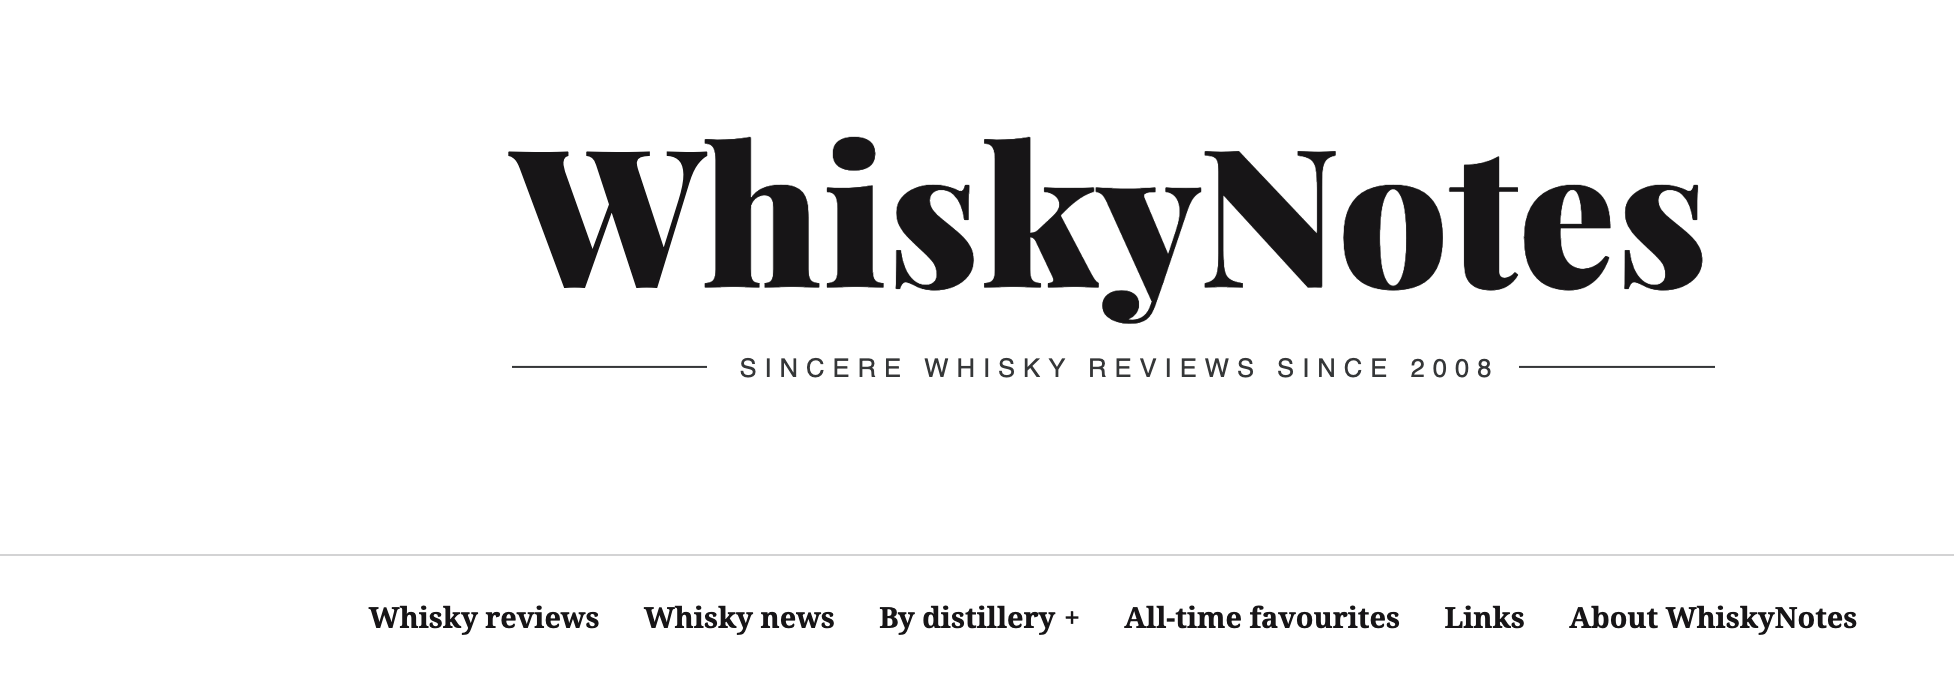 WhiskyNotes
SINCERE WHISKY REVIEWS SINCE 2008
Whisky reviews Whisky news By distillery + All-time favourites Links About WhiskyNotes